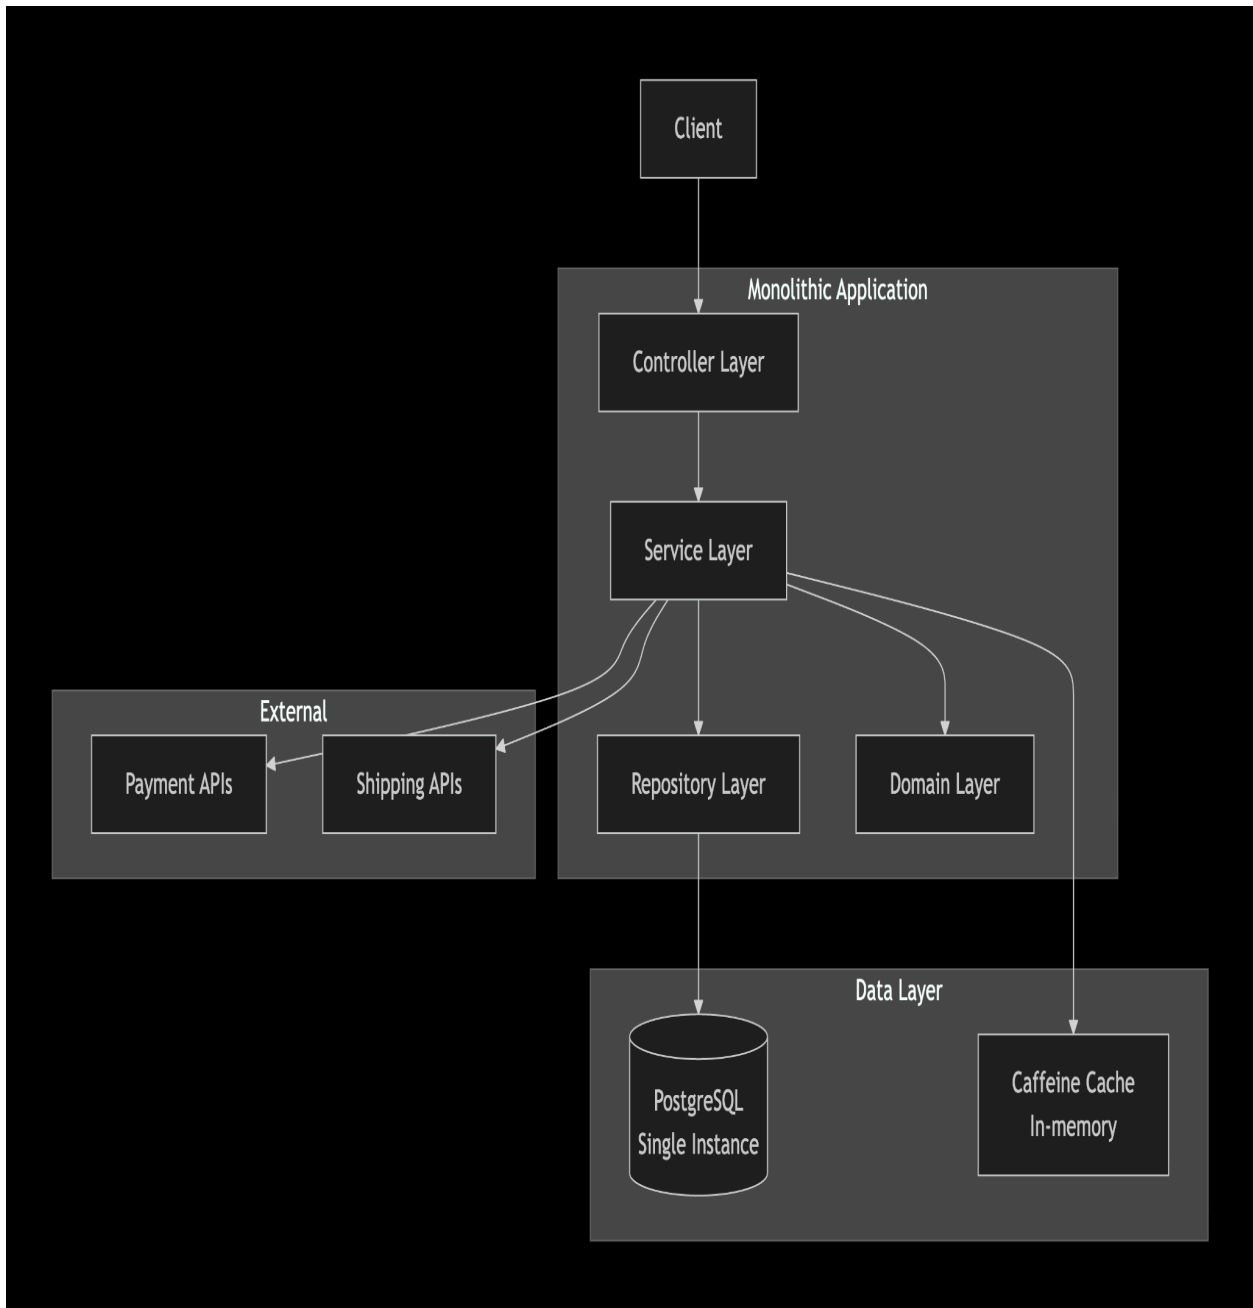 Client
Monolithic Application
Controller Layer
Service Layer
External
Payment APIs
Shipping APIs
Repository Layer
Domain Layer
Data Layer
PostgreSQL
Single Instance
Caffeine Cache
In-memory